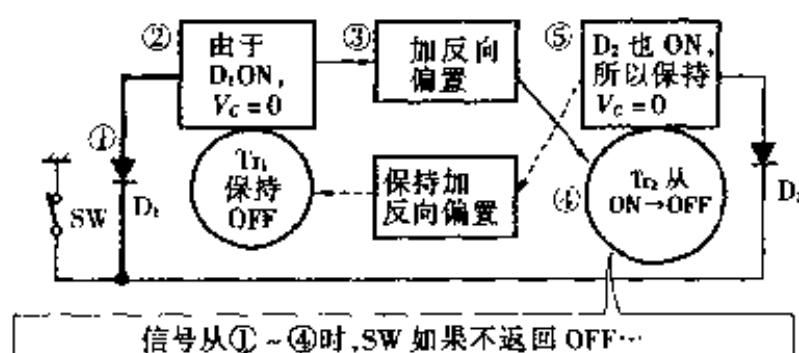 ②
由于
D₁ON,
V_C = 0
③
加反向
偏置
⑤
D₂ 也 ON,
所以保持
V_C = 0
①
SW
D₁
Tr₁
保持
OFF
保持加
反向偏置
④
Tr₂ 从
ON→OFF
信号从①~④时,SW 如果不返回 OFF…